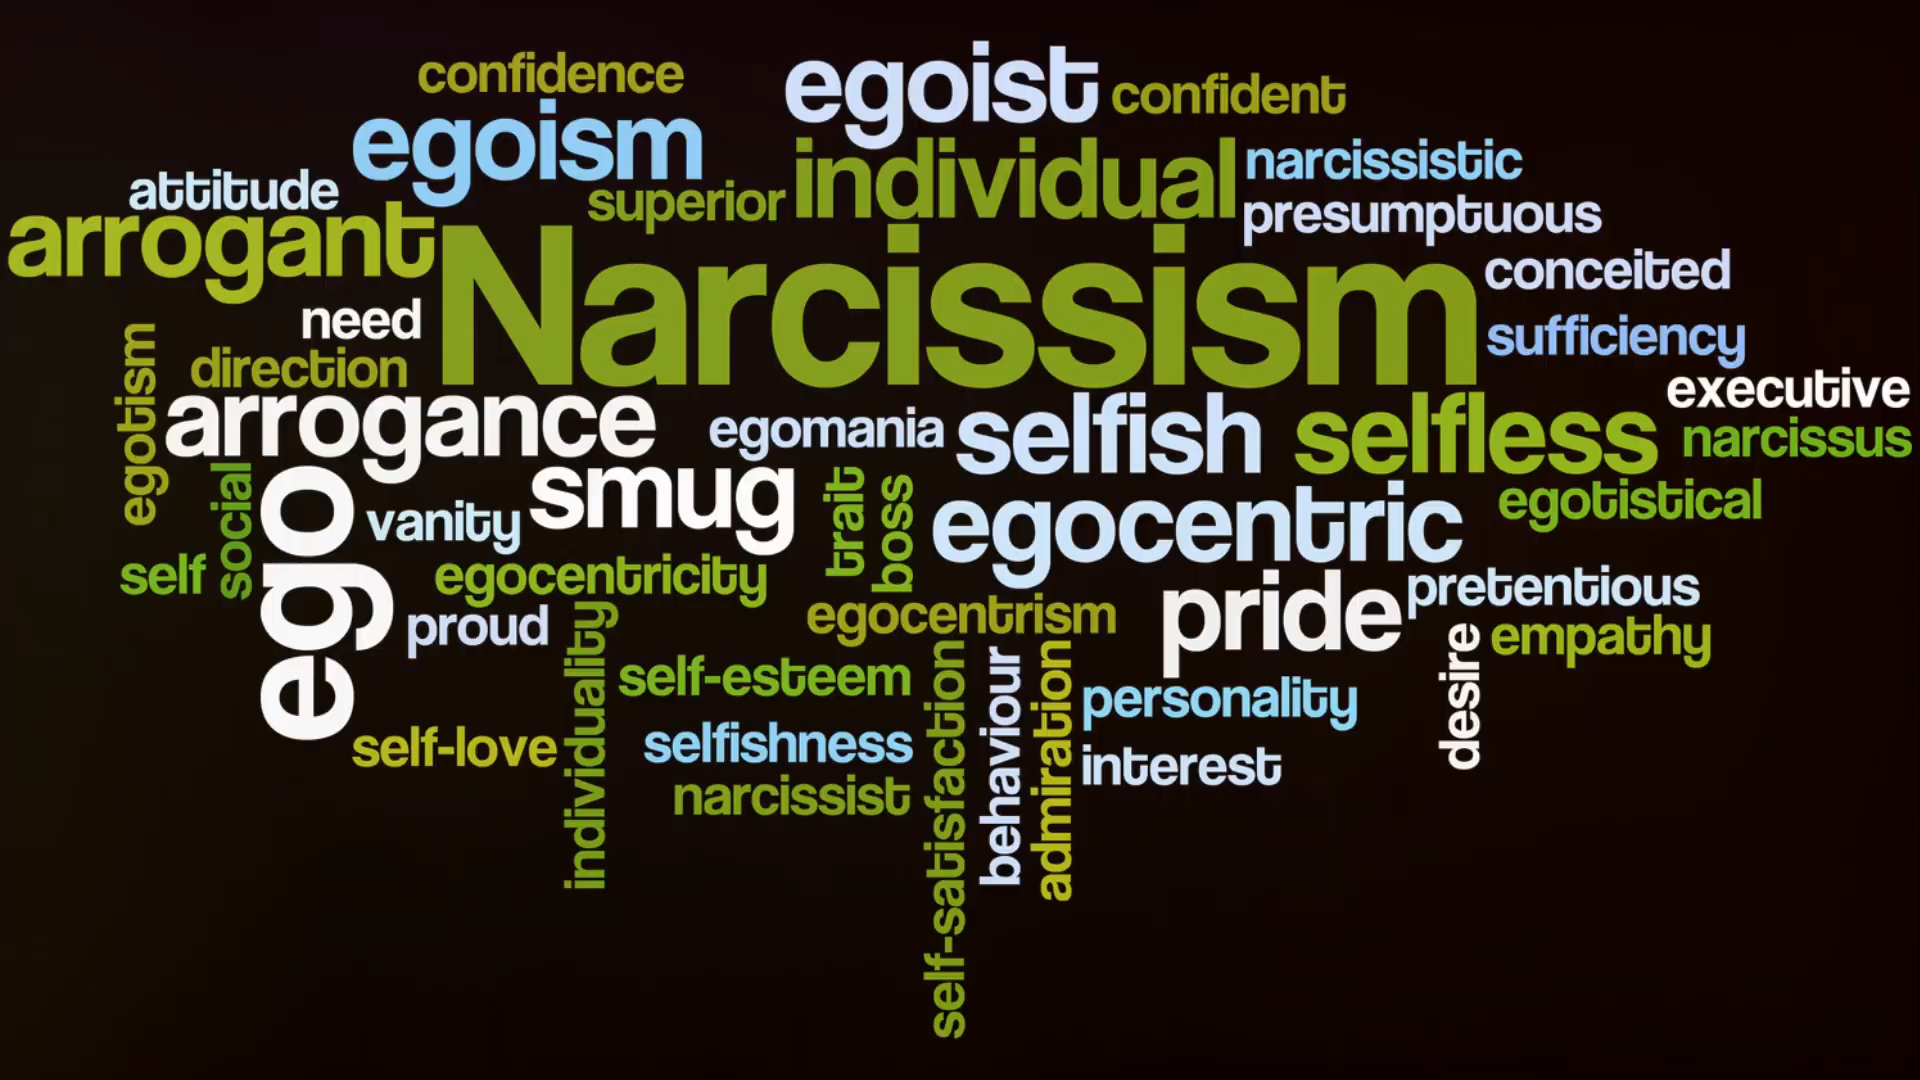 confidence
egoist
confident
egoism
individual
narcissistic
attitude
superior
presumptuous
arrogant
Narcissism
conceited
need
sufficiency
egotism
direction
executive
arrogance
egomania
selfish
selfless
narcissus
social
ego
vanity
smug
trait
boss
egocentric
egotistical
self
egocentricity
pretentious
proud
individuality
egocentrism
pride
desire
empathy
self-esteem
self-satisfaction
behaviour
admiration
personality
self-love
selfishness
interest
narcissist